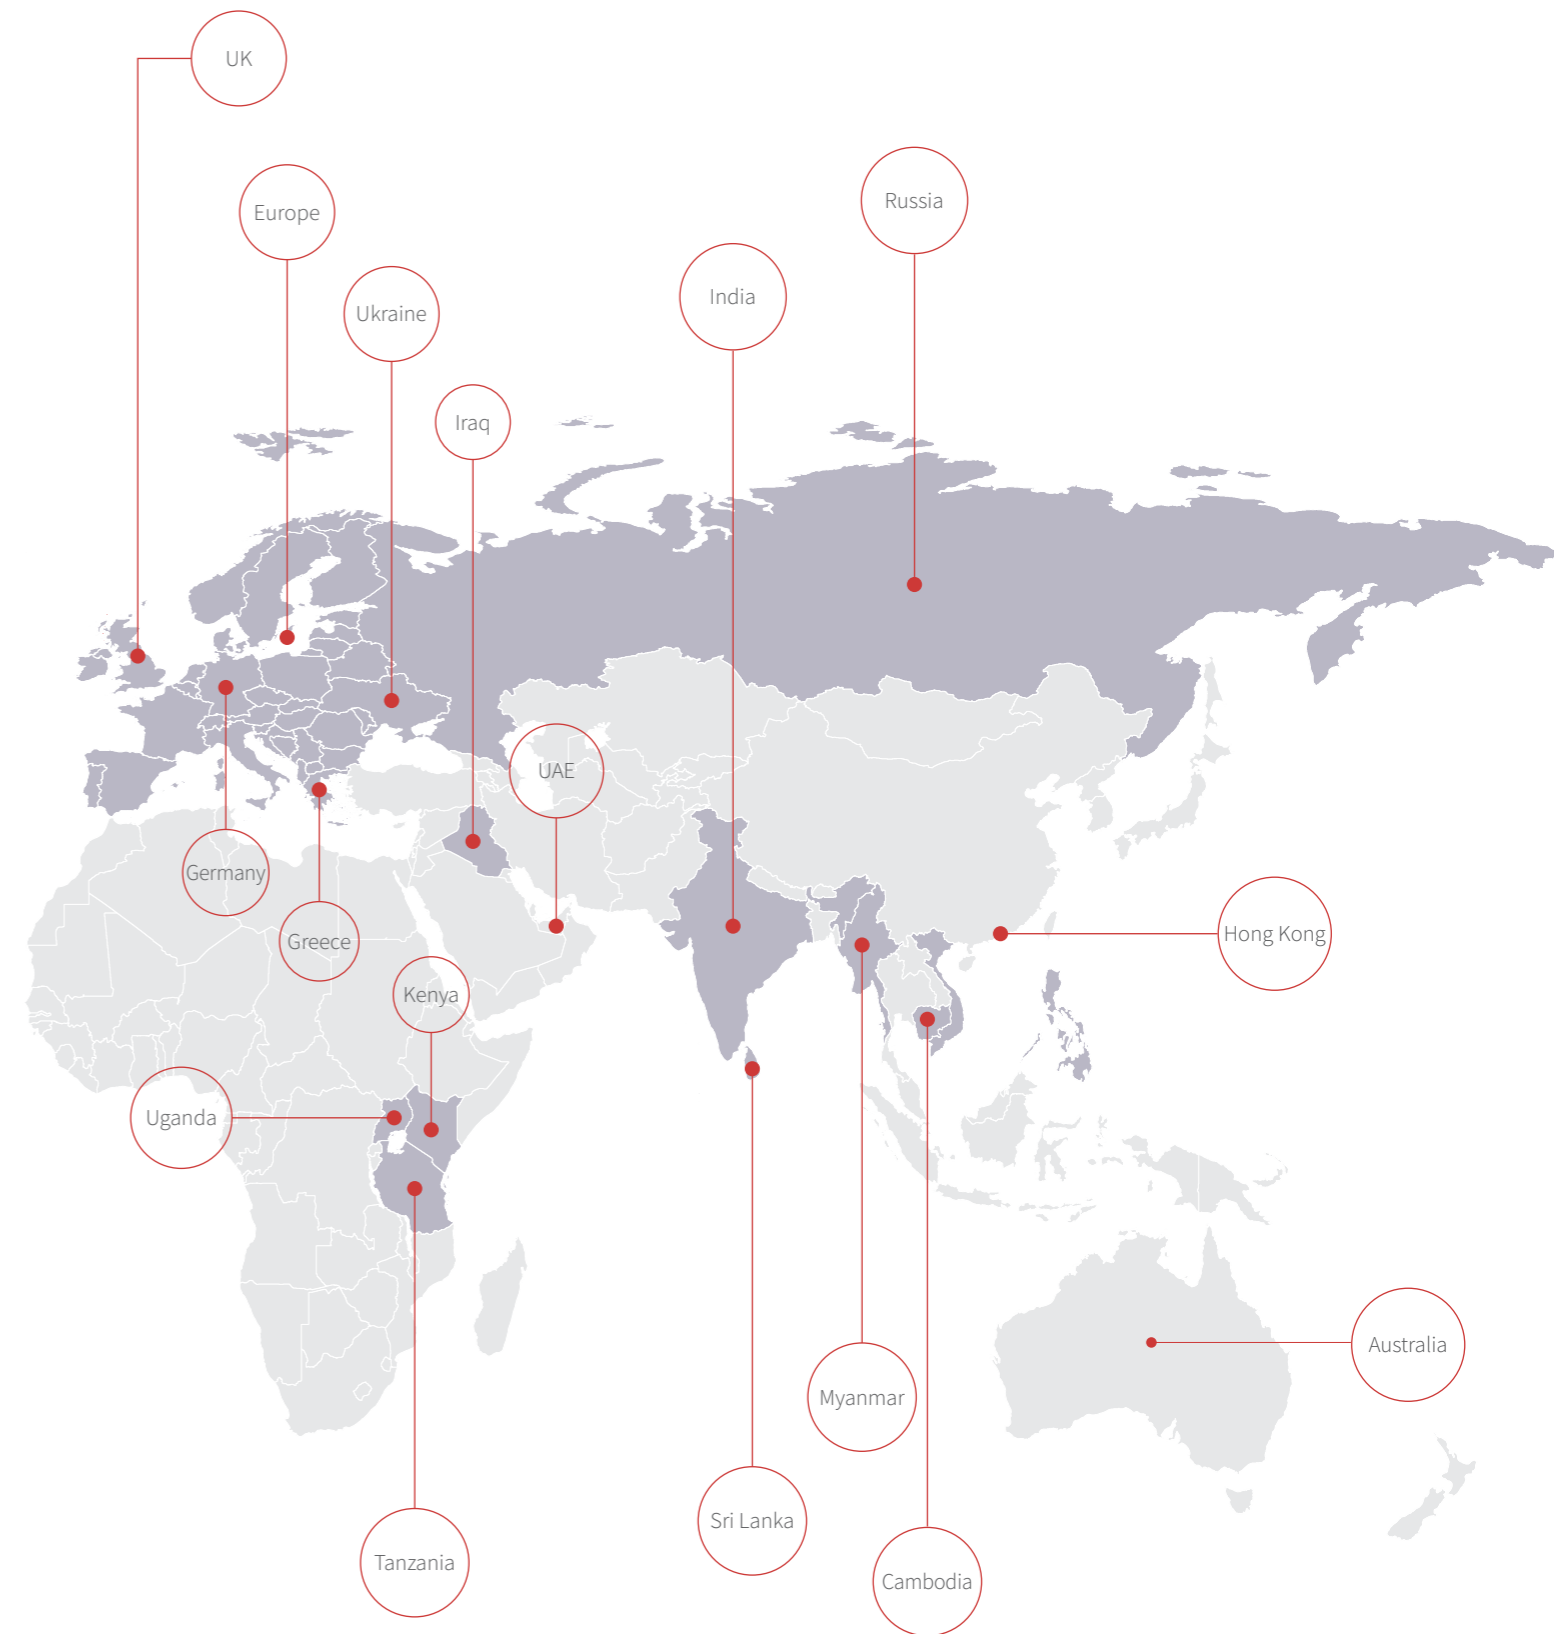 UK
Europe
Russia
India
Ukraine
Iraq
UAE
Germany
Greece
Hong Kong
Kenya
Uganda
Australia
Myanmar
Sri Lanka
Tanzania
Cambodia